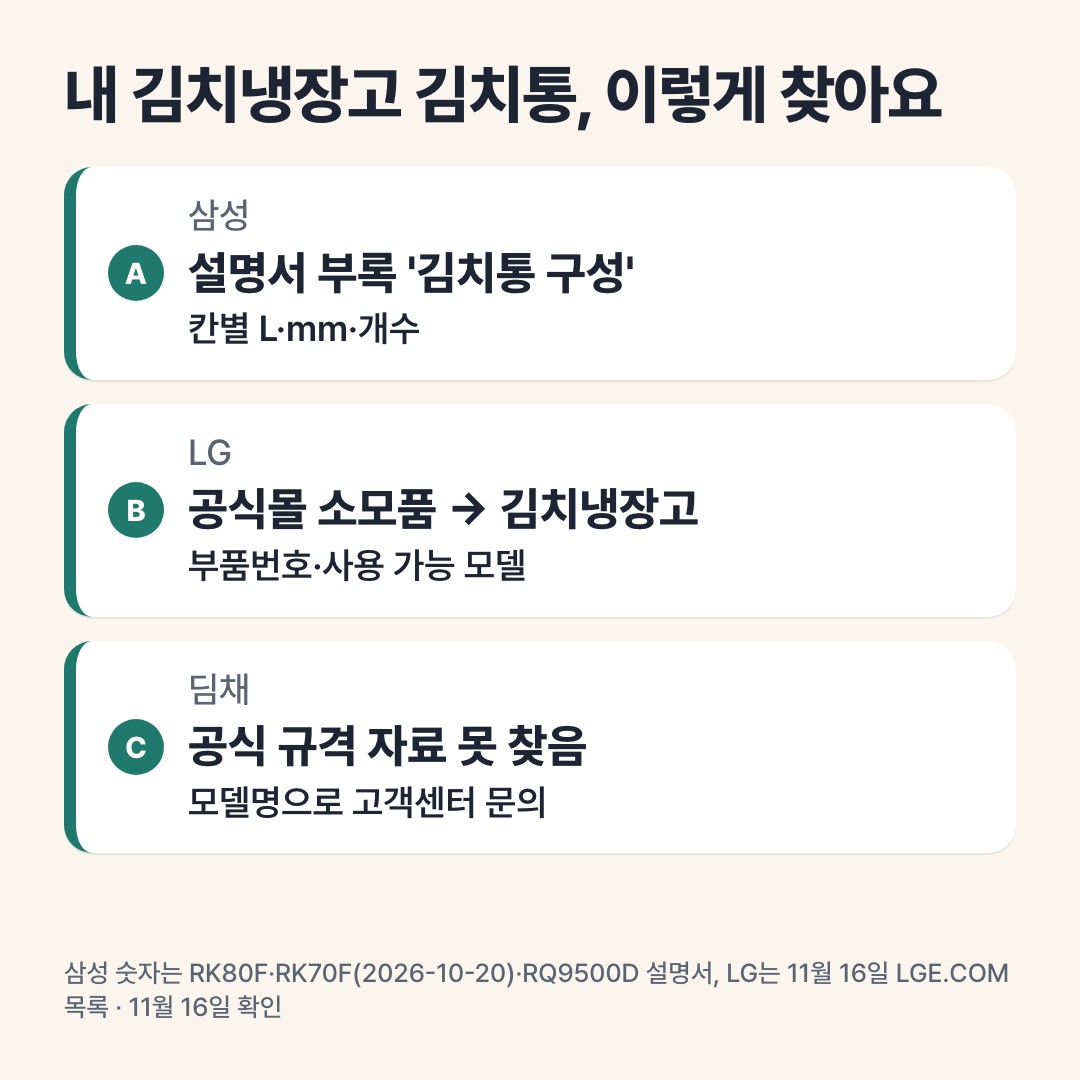 내 김치냉장고 김치통, 이렇게 찾아요
삼성
A
설명서 부록 '김치통 구성'
칸별 L·mm·개수
LG
B
공식몰 소모품 → 김치냉장고
부품번호·사용 가능 모델
딤채
C
공식 규격 자료 못 찾음
모델명으로 고객센터 문의
삼성 숫자는 RK80F·RK70F(2026-10-20)·RQ9500D 설명서, LG는 11월 16일 LGE.COM
목록 · 11월 16일 확인